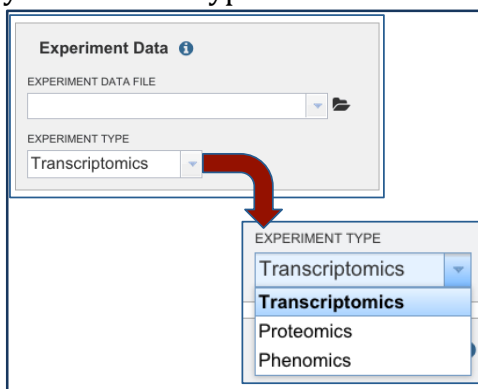 Experiment Data
EXPERIMENT DATA FILE
EXPERIMENT TYPE
Transcriptomics
EXPERIMENT TYPE
Transcriptomics
Transcriptomics
Proteomics
Phenomics